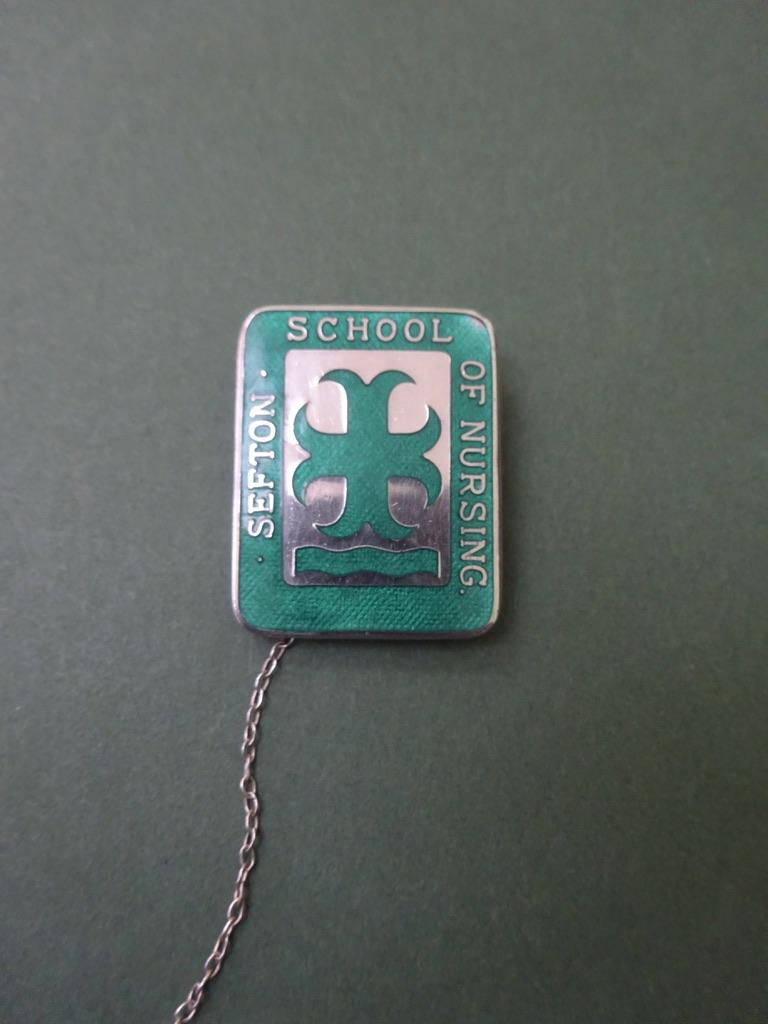 · SEFTON ·
SCHOOL
OF NURSING.